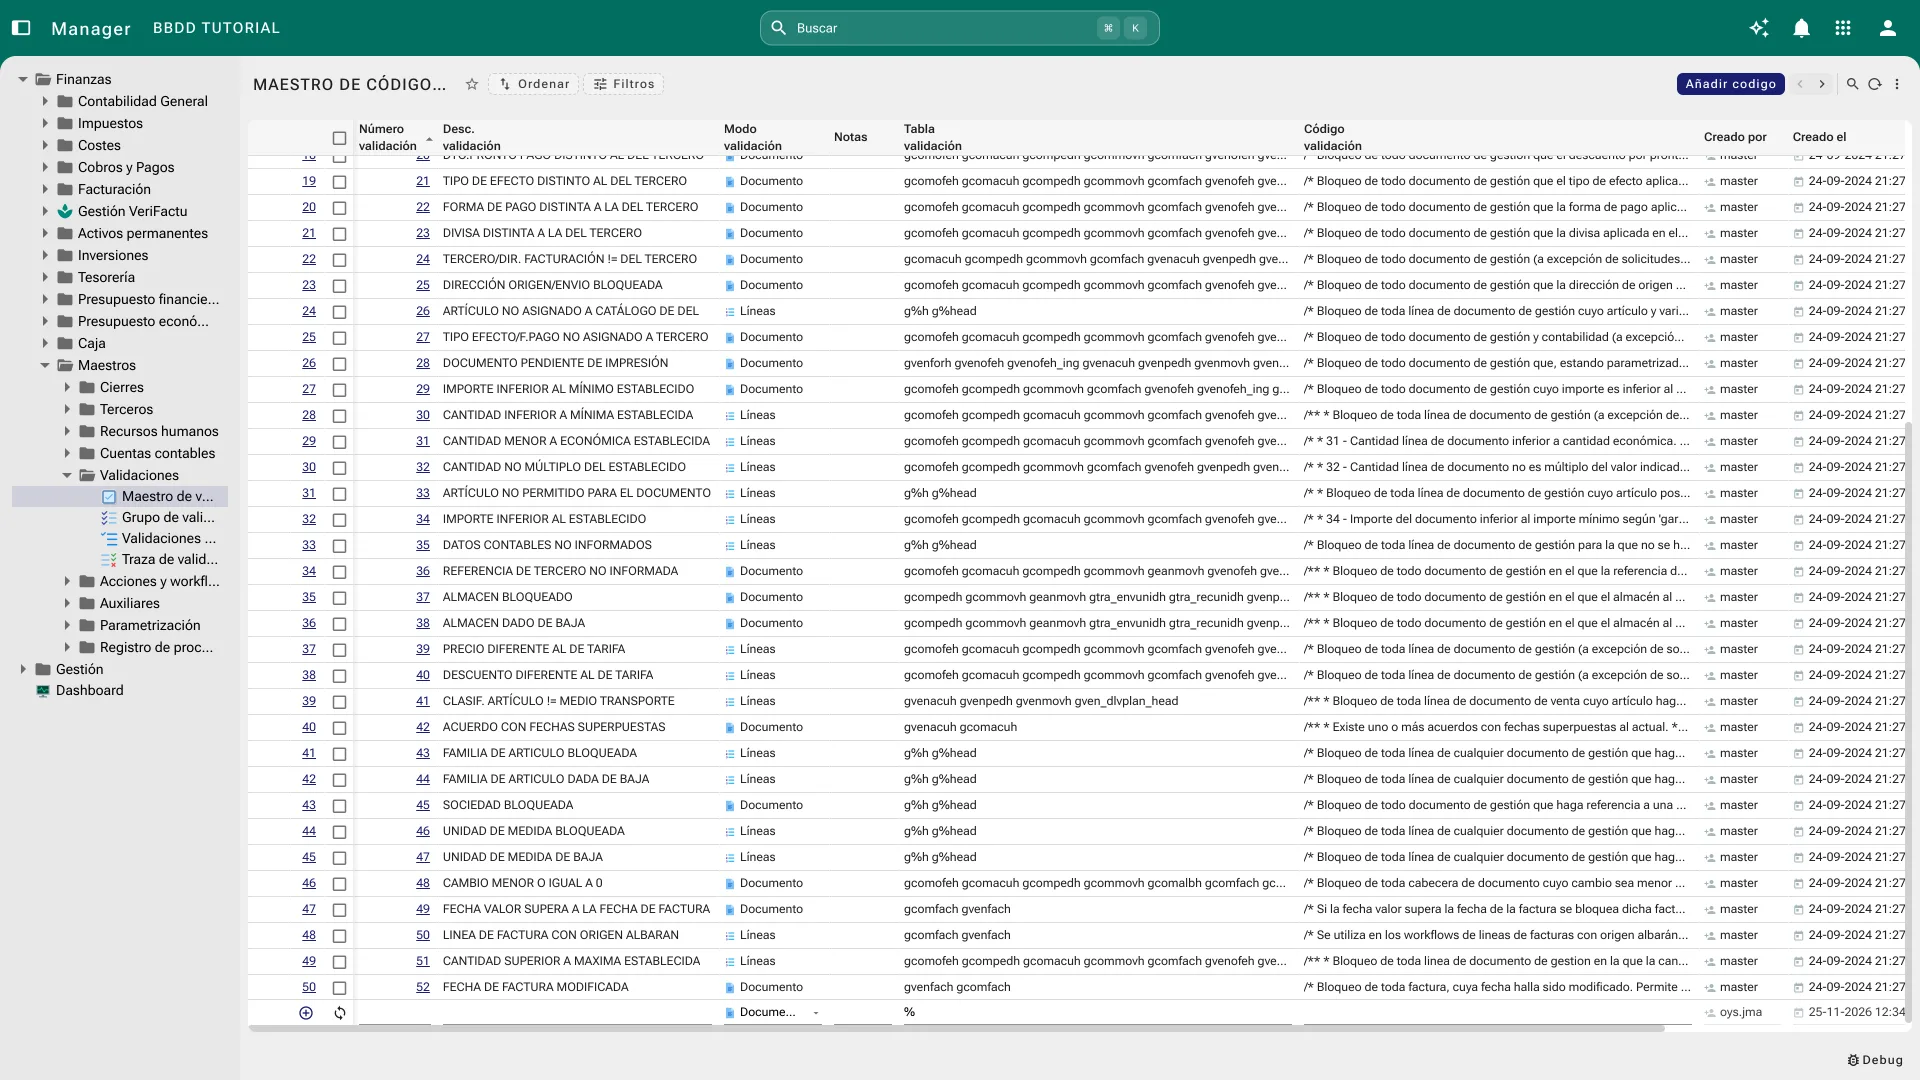 Manager BBDD TUTORIAL Buscar ⌘ K
Finanzas
Contabilidad General
Impuestos
Costes
Cobros y Pagos
Facturación
Gestión VeriFactu
Activos permanentes
Inversiones
Tesorería
Presupuesto financie...
Presupuesto econó...
Caja
Maestros
Cierres
Terceros
Recursos humanos
Cuentas contables
Validaciones
Maestro de v...
Grupo de vali...
Validaciones ...
Traza de valid...
Acciones y workfl...
Auxiliares
Parametrización
Registro de proc...
Gestión
Dashboard
MAESTRO DE CÓDIGO... Ordenar Filtros Añadir codigo
Número validación Desc. validación Modo validación Notas Tabla validación Código validación Creado por Creado el
19 21 TIPO DE EFECTO DISTINTO AL DEL TERCERO Documento gcomofeh gcomacuh gcompedh gcommovh gcomfach gvenofeh gve... /* Bloqueo de todo documento de gestión que el tipo de efecto aplica... master 24-09-2024 21:27
20 22 FORMA DE PAGO DISTINTA A LA DEL TERCERO Documento gcomofeh gcomacuh gcompedh gcommovh gcomfach gvenofeh gve... /* Bloqueo de todo documento de gestión que la forma de pago aplic... master 24-09-2024 21:27
21 23 DIVISA DISTINTA A LA DEL TERCERO Documento gcomofeh gcomacuh gcompedh gcommovh gcomfach gvenofeh gve... /* Bloqueo de todo documento de gestión que la divisa aplicada en el... master 24-09-2024 21:27
22 24 TERCERO/DIR. FACTURACIÓN != DEL TERCERO Documento gcomacuh gcompedh gcommovh gcomfach gvenacuh gvenpedh gve... /* Bloqueo de todo documento de gestión (a excepción de solicitudes... master 24-09-2024 21:27
23 25 DIRECCIÓN ORIGEN/ENVIO BLOQUEADA Documento gcomofeh gcomacuh gcompedh gcommovh gcomfach gvenofeh gve... /* Bloqueo de todo documento de gestión que la dirección de origen ... master 24-09-2024 21:27
24 26 ARTÍCULO NO ASIGNADO A CATÁLOGO DE DEL Líneas g%h g%head /* Bloqueo de toda línea de documento de gestión cuyo artículo y vari... master 24-09-2024 21:27
25 27 TIPO EFECTO/F.PAGO NO ASIGNADO A TERCERO Documento gcomofeh gcomacuh gcompedh gcommovh gcomfach gvenofeh gve... /* Bloqueo de todo documento de gestión y contabilidad (a excepció... master 24-09-2024 21:27
26 28 DOCUMENTO PENDIENTE DE IMPRESIÓN Documento gvenforh gvenofeh gvenofeh_ing gvenacuh gvenpedh gvenmovh gven... /* Bloqueo de todo documento de gestión que, estando parametrizad... master 24-09-2024 21:27
27 29 IMPORTE INFERIOR AL MÍNIMO ESTABLECIDO Documento gcomofeh gcompedh gcommovh gcomfach gvenofeh gvenofeh_ing g... /* Bloqueo de todo documento de gestión cuyo importe es inferior al ... master 24-09-2024 21:27
28 30 CANTIDAD INFERIOR A MÍNIMA ESTABLECIDA Líneas gcomofeh gcompedh gcomacuh gcommovh gcomfach gvenofeh gve... /** * Bloqueo de toda línea de documento de gestión (a excepción de... master 24-09-2024 21:27
29 31 CANTIDAD MENOR A ECONÓMICA ESTABLECIDA Líneas gcomofeh gcompedh gcomacuh gcommovh gcomfach gvenofeh gve... /* * 31 - Cantidad línea de documento inferior a cantidad económica. ... master 24-09-2024 21:27
30 32 CANTIDAD NO MÚLTIPLO DEL ESTABLECIDO Líneas gcomofeh gcompedh gcommovh gcomfach gvenofeh gvenpedh gven... /* * 32 - Cantidad línea de documento no es múltiplo del valor indicad... master 24-09-2024 21:27
31 33 ARTÍCULO NO PERMITIDO PARA EL DOCUMENTO Líneas g%h g%head /* * Bloqueo de toda línea de documento de gestión cuyo artículo pos... master 24-09-2024 21:27
32 34 IMPORTE INFERIOR AL ESTABLECIDO Líneas gcomofeh gcompedh gcomacuh gcommovh gcomfach gvenofeh gve... /* * 34 - Importe del documento inferior al importe mínimo según 'gar... master 24-09-2024 21:27
33 35 DATOS CONTABLES NO INFORMADOS Líneas g%h g%head /* Bloqueo de toda línea de documento de gestión para la que no se h... master 24-09-2024 21:27
34 36 REFERENCIA DE TERCERO NO INFORMADA Documento gcomofeh gcomacuh gcompedh gcommovh geanmovh gvenofeh gve... /** * Bloqueo de todo documento de gestión en el que la referencia d... master 24-09-2024 21:27
35 37 ALMACEN BLOQUEADO Documento gcompedh gcommovh geanmovh gtra_envunidh gtra_recunidh gvenp... /** * Bloqueo de todo documento de gestión en el que el almacén al ... master 24-09-2024 21:27
36 38 ALMACEN DADO DE BAJA Documento gcompedh gcommovh geanmovh gtra_envunidh gtra_recunidh gvenp... /** * Bloqueo de todo documento de gestión en el que el almacén al ... master 24-09-2024 21:27
37 39 PRECIO DIFERENTE AL DE TARIFA Líneas gcomofeh gcomacuh gcompedh gcommovh gcomfach gvenofeh gve... /* Bloqueo de toda línea de documento de gestión (a excepción de so... master 24-09-2024 21:27
38 40 DESCUENTO DIFERENTE AL DE TARIFA Líneas gcomofeh gcomacuh gcompedh gcommovh gcomfach gvenofeh gve... /* Bloqueo de toda línea de documento de gestión (a excepción de so... master 24-09-2024 21:27
39 41 CLASIF. ARTÍCULO != MEDIO TRANSPORTE Líneas gvenacuh gvenpedh gvenmovh gven_dlvplan_head /** * Bloqueo de toda línea de documento de venta cuyo artículo hag... master 24-09-2024 21:27
40 42 ACUERDO CON FECHAS SUPERPUESTAS Documento gvenacuh gcomacuh /** * Existe uno o más acuerdos con fechas superpuestas al actual. *... master 24-09-2024 21:27
41 43 FAMILIA DE ARTICULO BLOQUEADA Líneas g%h g%head /* Bloqueo de toda línea de cualquier documento de gestión que hag... master 24-09-2024 21:27
42 44 FAMILIA DE ARTICULO DADA DE BAJA Líneas g%h g%head /* Bloqueo de toda línea de cualquier documento de gestión que hag... master 24-09-2024 21:27
43 45 SOCIEDAD BLOQUEADA Documento g%h g%head /* Bloqueo de todo documento de gestión que haga referencia a una ... master 24-09-2024 21:27
44 46 UNIDAD DE MEDIDA BLOQUEADA Líneas g%h g%head /* Bloqueo de toda línea de cualquier documento de gestión que hag... master 24-09-2024 21:27
45 47 UNIDAD DE MEDIDA DE BAJA Líneas g%h g%head /* Bloqueo de toda línea de cualquier documento de gestión que hag... master 24-09-2024 21:27
46 48 CAMBIO MENOR O IGUAL A 0 Documento gcomofeh gcomacuh gcompedh gcommovh gcomalbh gcomfach gc... /* Bloqueo de toda cabecera de documento cuyo cambio sea menor ... master 24-09-2024 21:27
47 49 FECHA VALOR SUPERA A LA FECHA DE FACTURA Documento gcomfach gvenfach /* Si la fecha valor supera la fecha de la factura se bloquea dicha fact... master 24-09-2024 21:27
48 50 LINEA DE FACTURA CON ORIGEN ALBARAN Líneas gcomfach gvenfach /* Se utiliza en los workflows de lineas de facturas con origen albarán... master 24-09-2024 21:27
49 51 CANTIDAD SUPERIOR A MAXIMA ESTABLECIDA Líneas gcomofeh gcompedh gcomacuh gcommovh gcomfach gvenofeh gve... /** * Bloqueo de toda linea de documento de gestion en la que la can... master 24-09-2024 21:27
50 52 FECHA DE FACTURA MODIFICADA Documento gvenfach gcomfach /* Bloqueo de toda factura, cuya fecha halla sido modificado. Permite ... master 24-09-2024 21:27
Docume... % oys.jma 25-11-2026 12:34
Debug